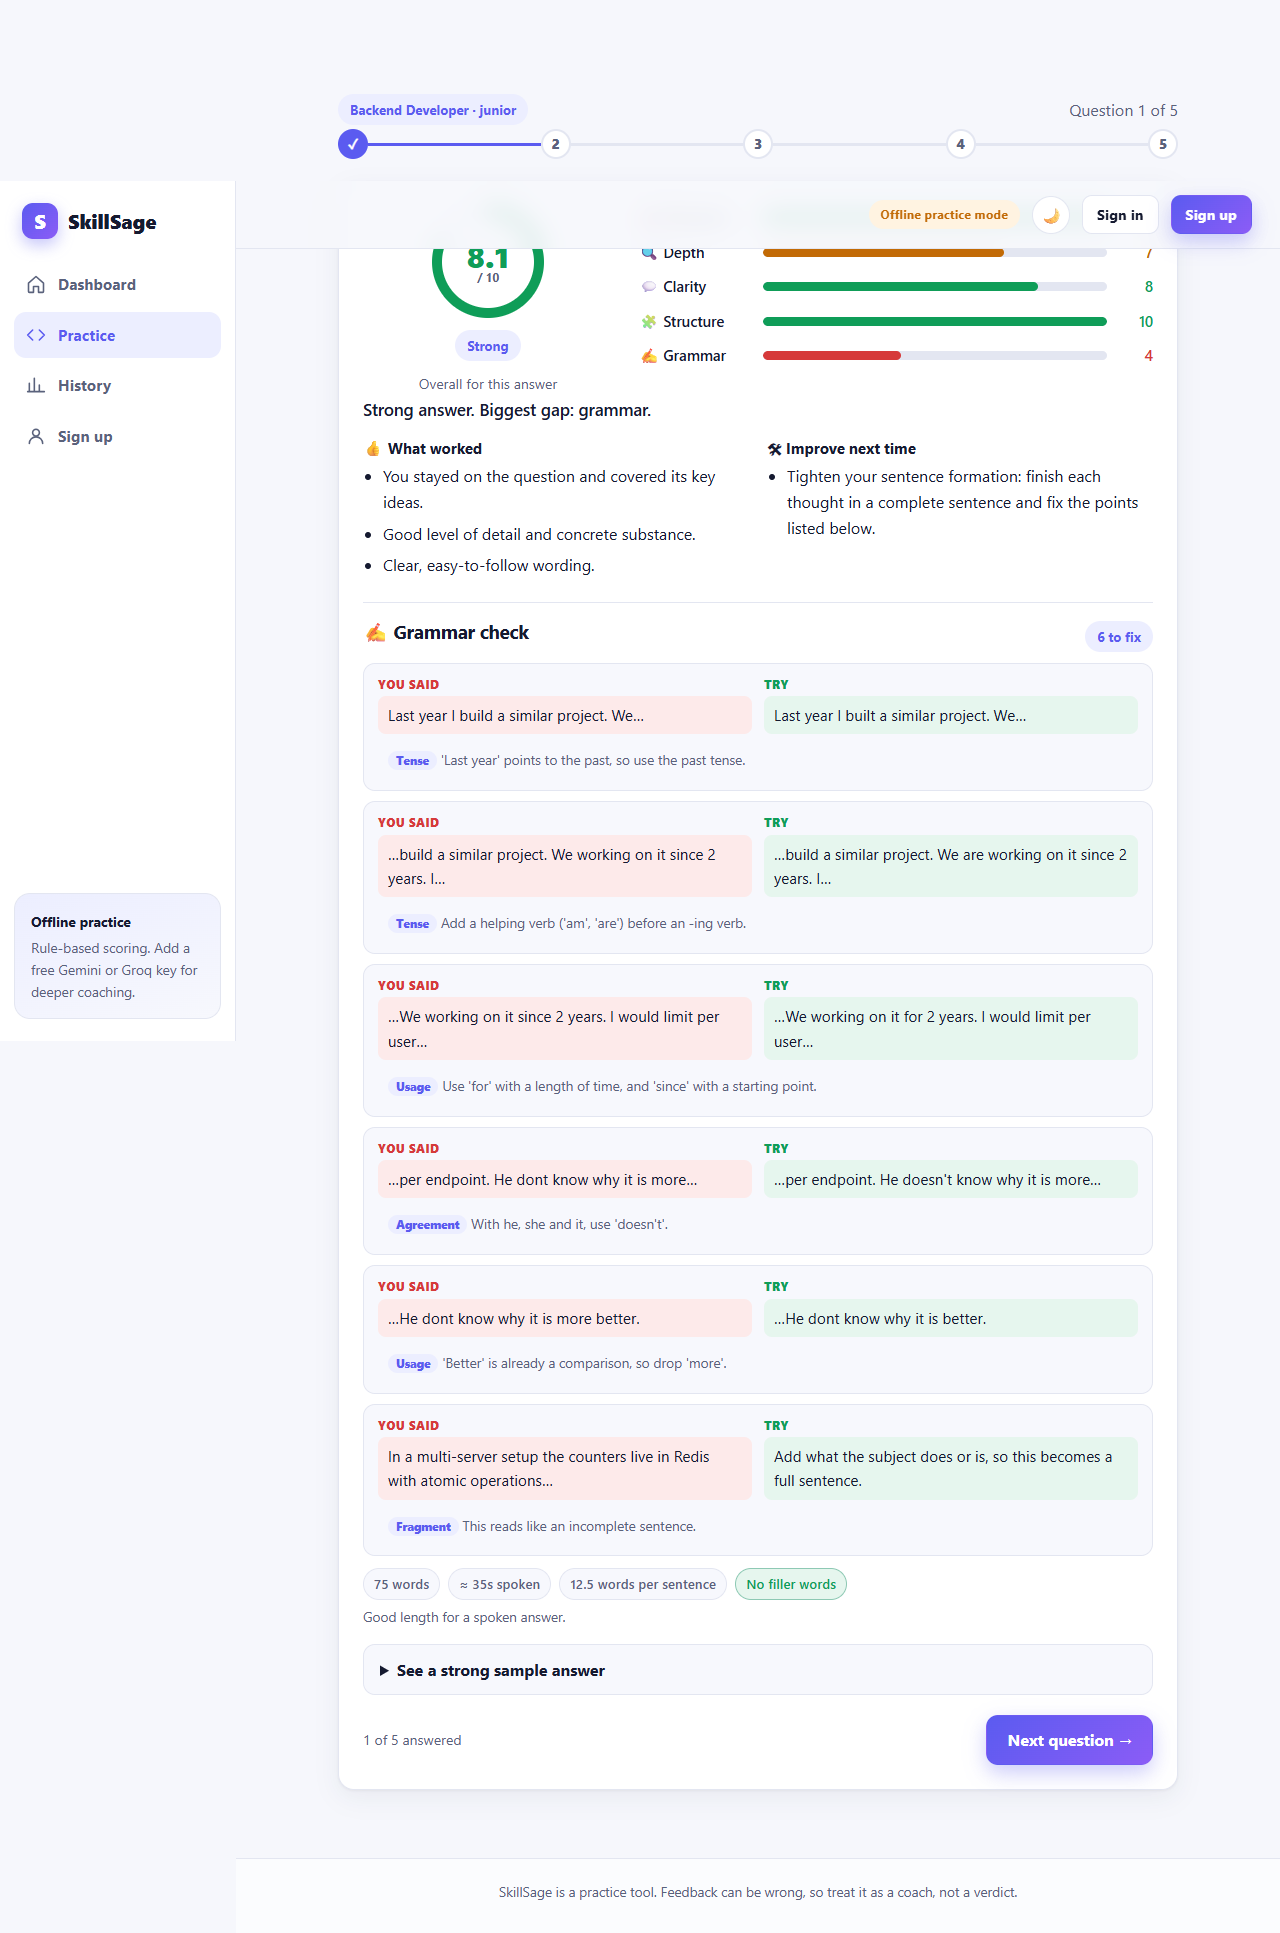 Backend Developer · junior
Question 1 of 5
✓ 2 3 4 5
S SkillSage
Offline practice mode
Sign in
Sign up
Dashboard
Practice
History
Sign up
Offline practice
Rule-based scoring. Add a
free Gemini or Groq key for
deeper coaching.
8.1
/ 10
Strong
Overall for this answer
Depth 7
Clarity 8
Structure 10
Grammar 4
Strong answer. Biggest gap: grammar.
What worked
• You stayed on the question and covered its key
ideas.
• Good level of detail and concrete substance.
• Clear, easy-to-follow wording.
Improve next time
• Tighten your sentence formation: finish each
thought in a complete sentence and fix the points
listed below.
Grammar check
6 to fix
YOU SAID
Last year I build a similar project. We...
TRY
Last year I built a similar project. We...
Tense 'Last year' points to the past, so use the past tense.
YOU SAID
...build a similar project. We working on it since 2
years. I...
TRY
...build a similar project. We are working on it since 2
years. I...
Tense Add a helping verb ('am', 'are') before an -ing verb.
YOU SAID
...We working on it since 2 years. I would limit per
user...
TRY
...We working on it for 2 years. I would limit per
user...
Usage Use 'for' with a length of time, and 'since' with a starting point.
YOU SAID
...per endpoint. He dont know why it is more...
TRY
...per endpoint. He doesn't know why it is more...
Agreement With he, she and it, use 'doesn't'.
YOU SAID
...He dont know why it is more better.
TRY
...He dont know why it is better.
Usage 'Better' is already a comparison, so drop 'more'.
YOU SAID
In a multi-server setup the counters live in Redis
with atomic operations...
TRY
Add what the subject does or is, so this becomes a
full sentence.
Fragment This reads like an incomplete sentence.
75 words
≈ 35s spoken
12.5 words per sentence
No filler words
Good length for a spoken answer.
▶ See a strong sample answer
1 of 5 answered
Next question →
SkillSage is a practice tool. Feedback can be wrong, so treat it as a coach, not a verdict.